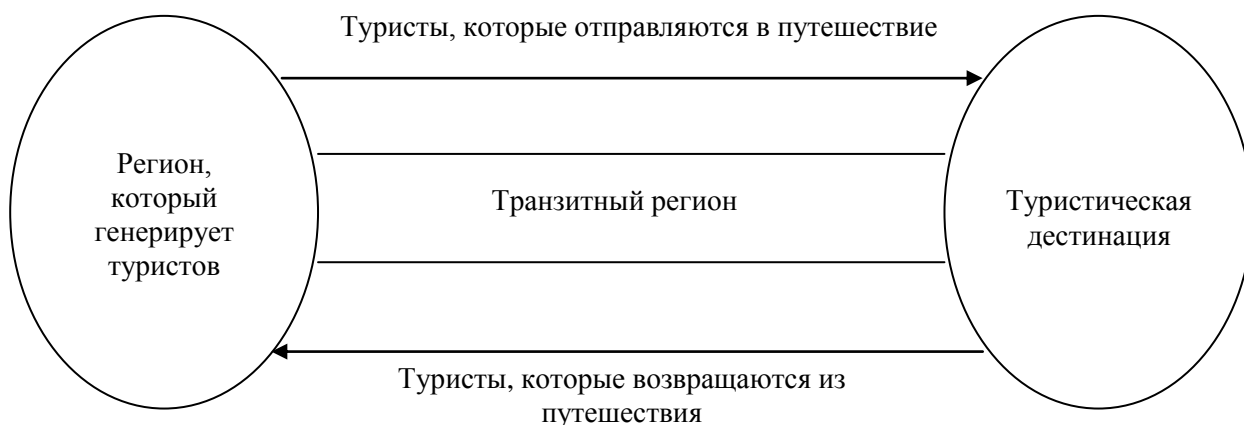 Туристы, которые отправляются в путешествие
Регион,
который
генерирует
туристов
Транзитный регион
Туристическая
дестинация
Туристы, которые возвращаются из
путешествия